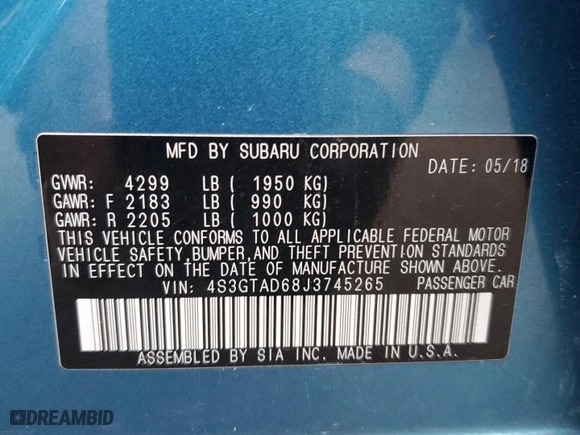 MFD BY SUBARU CORPORATION
DATE: 05/18
GVWR: 4299 LB ( 1950 KG)
GAWR: F 2183 LB ( 990 KG)
GAWR: R 2205 LB ( 1000 KG)
THIS VEHICLE CONFORMS TO ALL APPLICABLE FEDERAL MOTOR
VEHICLE SAFETY,BUMPER,AND THEFT PREVENTION STANDARDS
IN EFFECT ON THE DATE OF MANUFACTURE SHOWN ABOVE.
VIN: 4S3GTAD68J3745265 PASSENGER CAR
ASSEMBLED BY SIA INC. MADE IN U.S.A.
DREAMBID